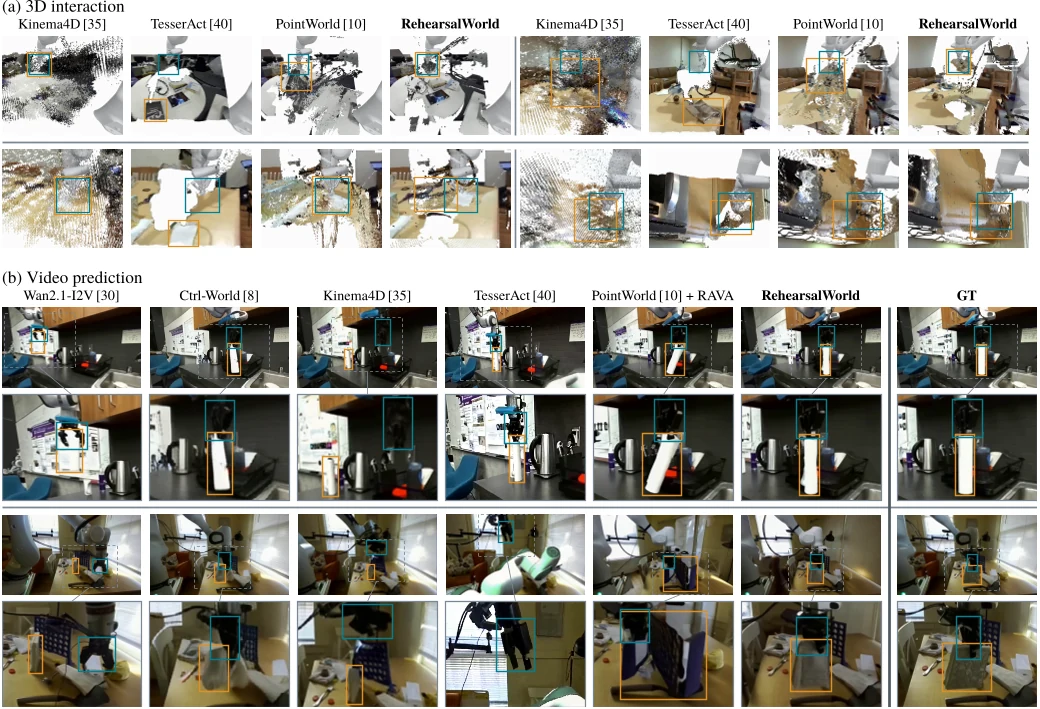 (a) 3D interaction
Kinema4D [35] TesserAct [40] PointWorld [10] RehearsalWorld Kinema4D [35] TesserAct [40] PointWorld [10] RehearsalWorld
(b) Video prediction
Wan2.1-I2V [30] Ctrl-World [8] Kinema4D [35] TesserAct [40] PointWorld [10] + RAVA RehearsalWorld GT